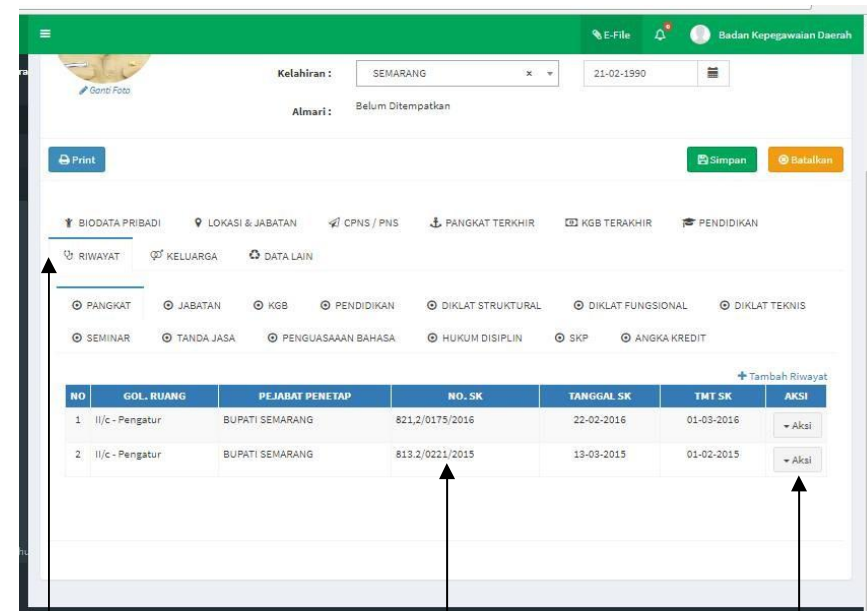 E-File Badan Kepegawaian Daerah
Ganti Foto
Kelahiran : SEMARANG × 21-02-1990
Almari : Belum Ditempatkan
Print Simpan Batalkan
BIODATA PRIBADI LOKASI & JABATAN CPNS / PNS PANGKAT TERKHIR KGB TERAKHIR PENDIDIKAN
RIWAYAT KELUARGA DATA LAIN
PANGKAT JABATAN KGB PENDIDIKAN DIKLAT STRUKTURAL DIKLAT FUNGSIONAL DIKLAT TEKNIS
SEMINAR TANDA JASA PENGUASAAAN BAHASA HUKUM DISIPLIN SKP ANGKA KREDIT
+ Tambah Riwayat
NO GOL. RUANG PEJABAT PENETAP NO. SK TANGGAL SK TMT SK AKSI
1 II/c - Pengatur BUPATI SEMARANG 821,2/0175/2016 22-02-2016 01-03-2016 Aksi
2 II/c - Pengatur BUPATI SEMARANG 813.2/0221/2015 13-03-2015 01-02-2015 Aksi